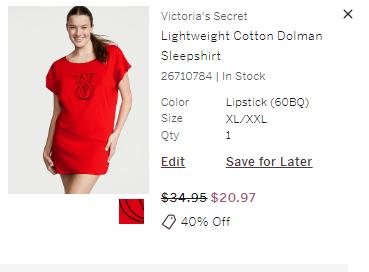 Victoria's Secret
Lightweight Cotton Dolman
Sleepshirt
26710784 | In Stock
Color Lipstick (60BQ)
Size XL/XXL
Qty 1
Edit Save for Later
$34.95 $20.97
40% Off
VS